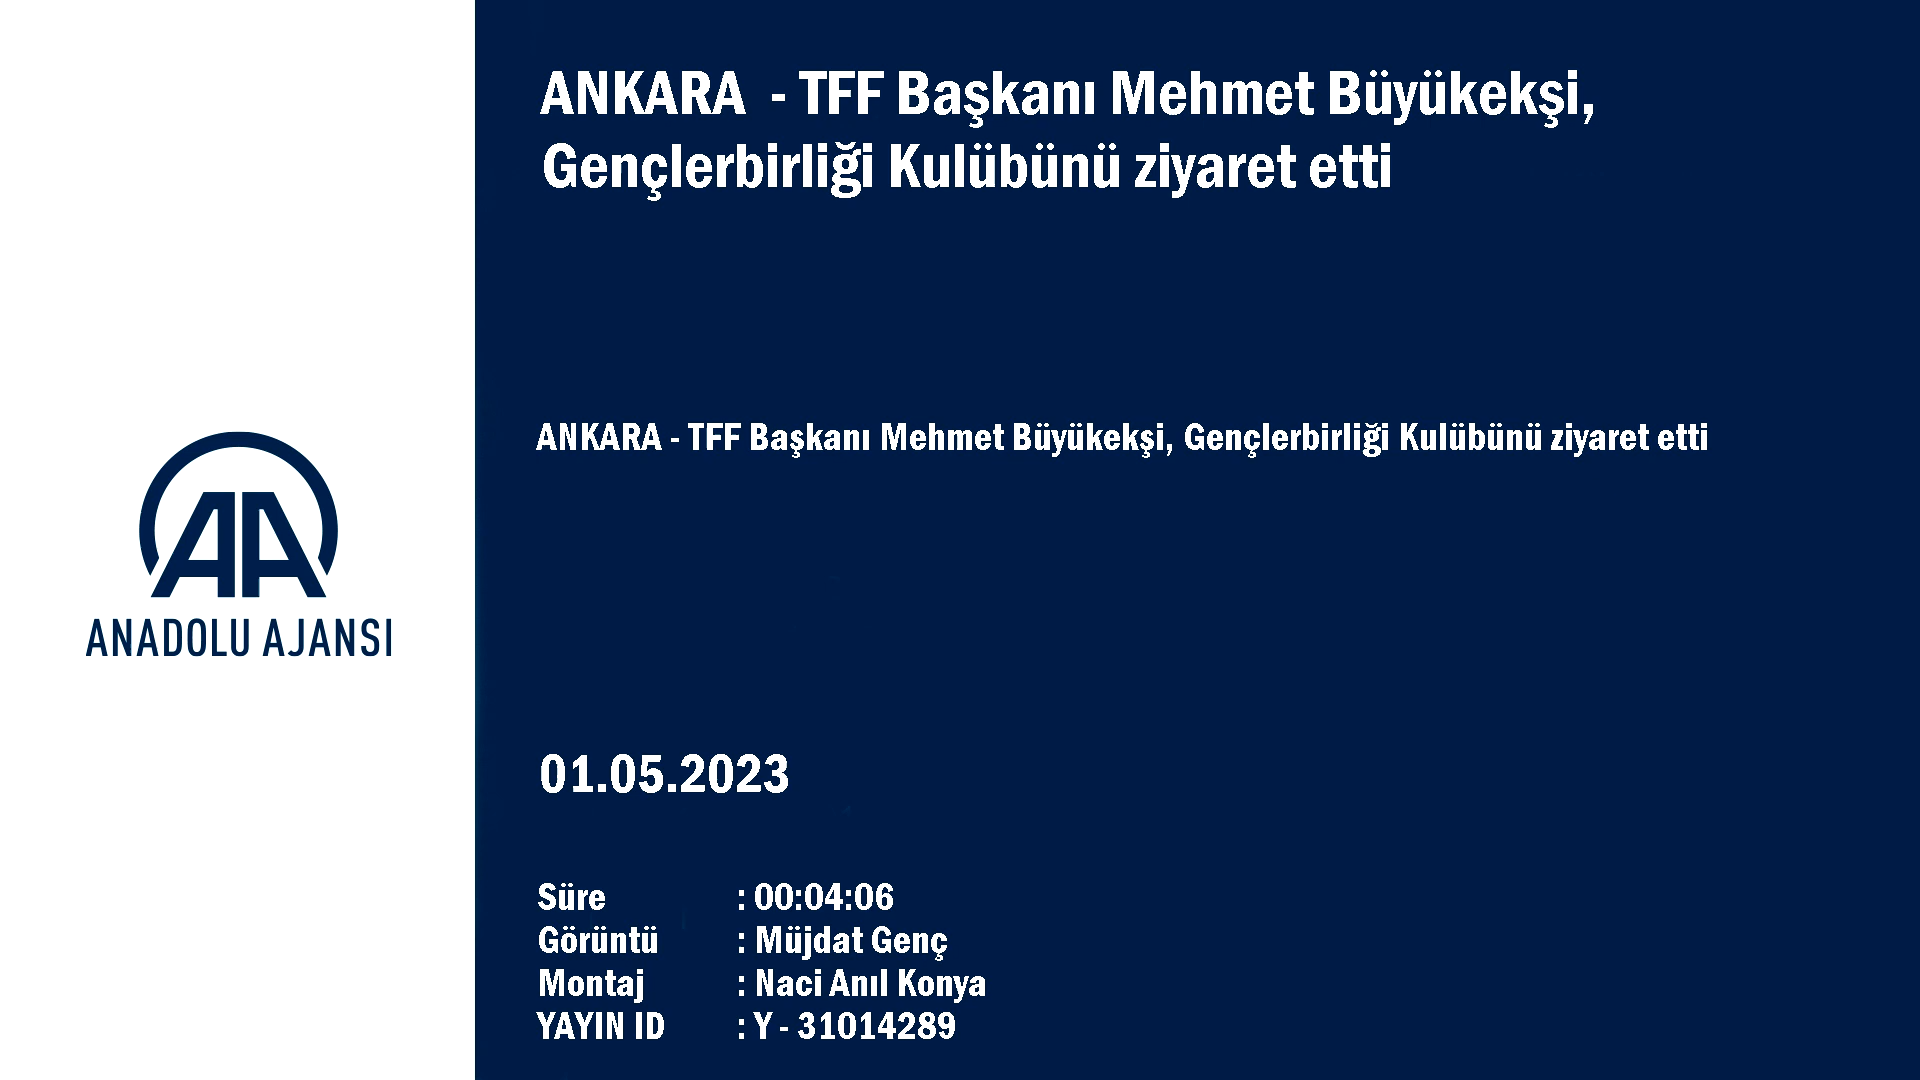 ANKARA  - TFF Başkanı Mehmet Büyükekşi,
Gençlerbirliği Kulübünü ziyaret etti
ANKARA - TFF Başkanı Mehmet Büyükekşi, Gençlerbirliği Kulübünü ziyaret etti
AA
ANADOLU AJANSI
01.05.2023
Süre : 00:04:06
Görüntü : Müjdat Genç
Montaj : Naci Anıl Konya
YAYIN ID : Y - 31014289